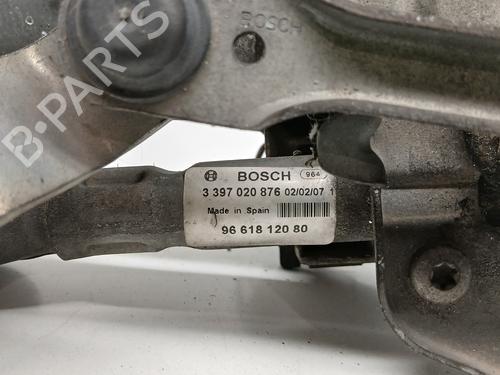 BOSCH
B-PARTS
BOSCH 964
3 397 020 876 02/02/07 1
Made in Spain
96 618 120 80